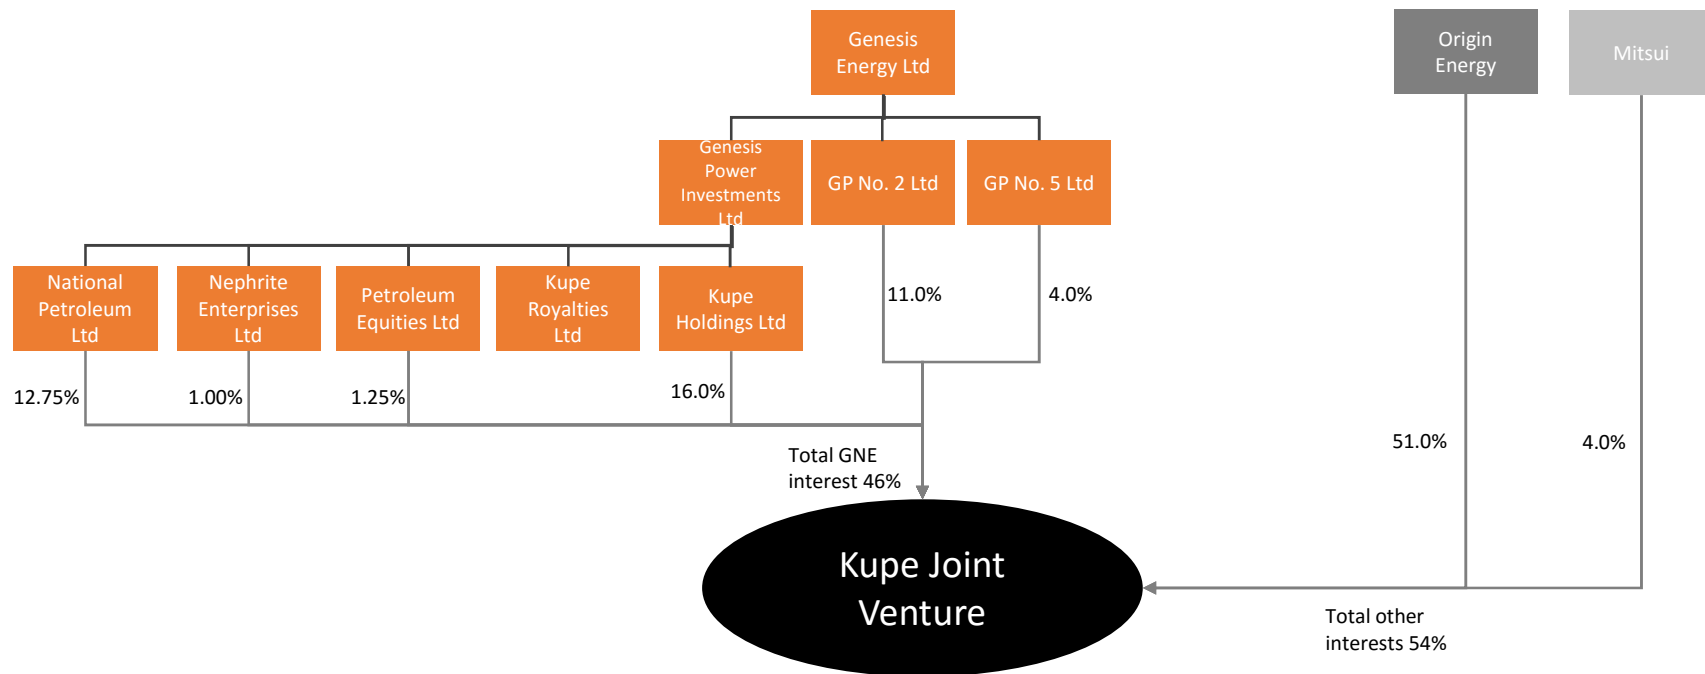 Genesis
Energy Ltd
Origin
Energy
Mitsui
Genesis
Power
Investments
Ltd
GP No. 2 Ltd
GP No. 5 Ltd
National
Petroleum
Ltd
Nephrite
Enterprises
Ltd
Petroleum
Equities Ltd
Kupe
Royalties
Ltd
Kupe
Holdings Ltd
11.0%
4.0%
12.75%
1.00%
1.25%
16.0%
51.0%
4.0%
Total GNE
interest 46%
Kupe Joint
Venture
Total other
interests 54%